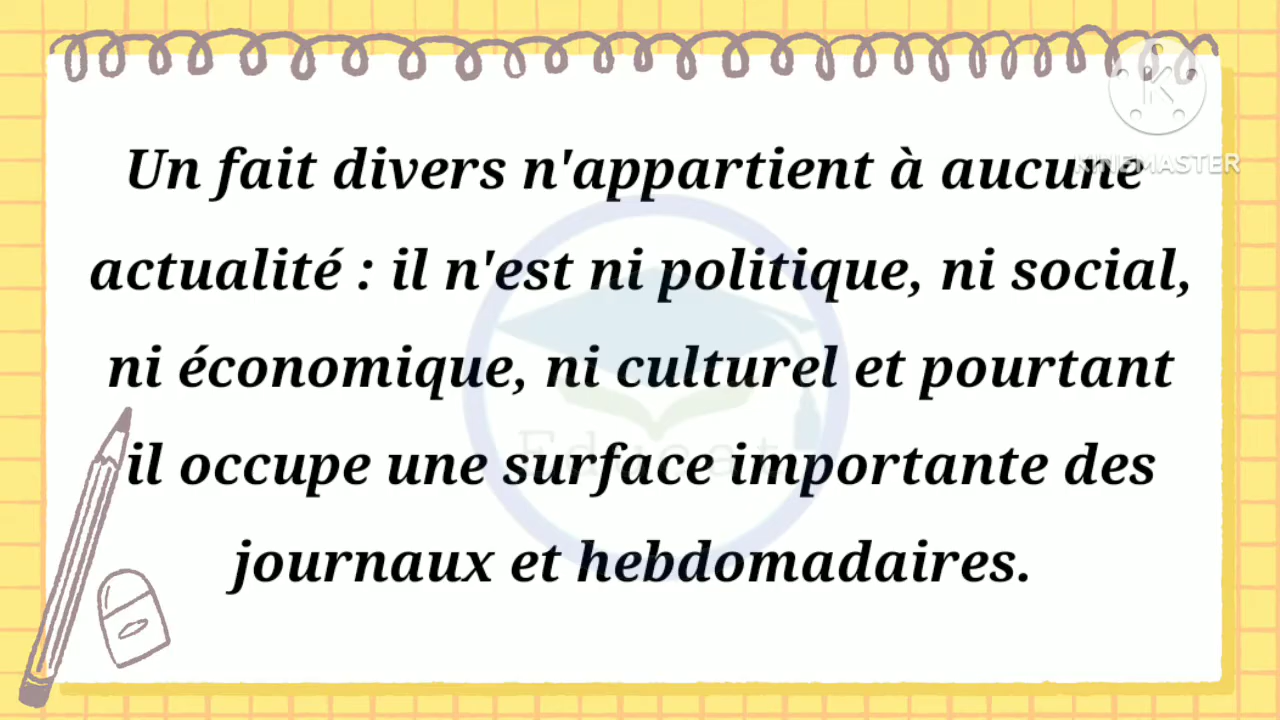 KINEMASTER
Un fait divers n'appartient à aucune
actualité : il n'est ni politique, ni social,
ni économique, ni culturel et pourtant
il occupe une surface importante des
journaux et hebdomadaires.